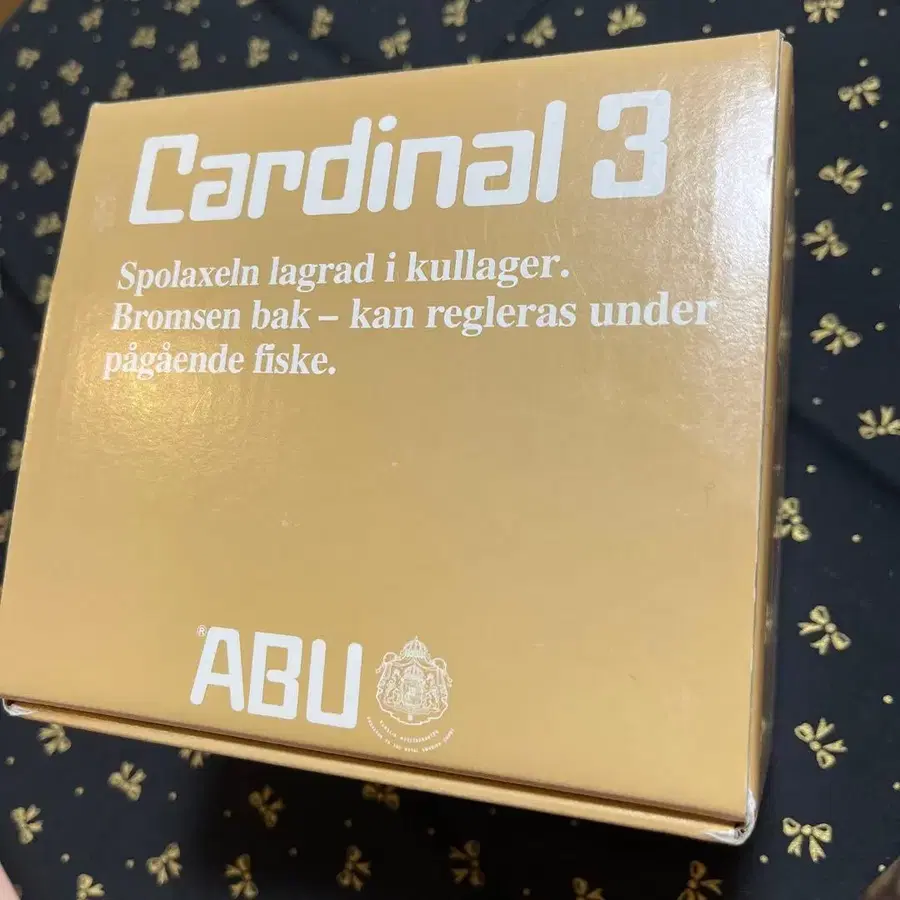 Cardinal 3
Spolaxeln lagrad i kullager.
Bromsen bak – kan regleras under
pågående fiske.
®ABU